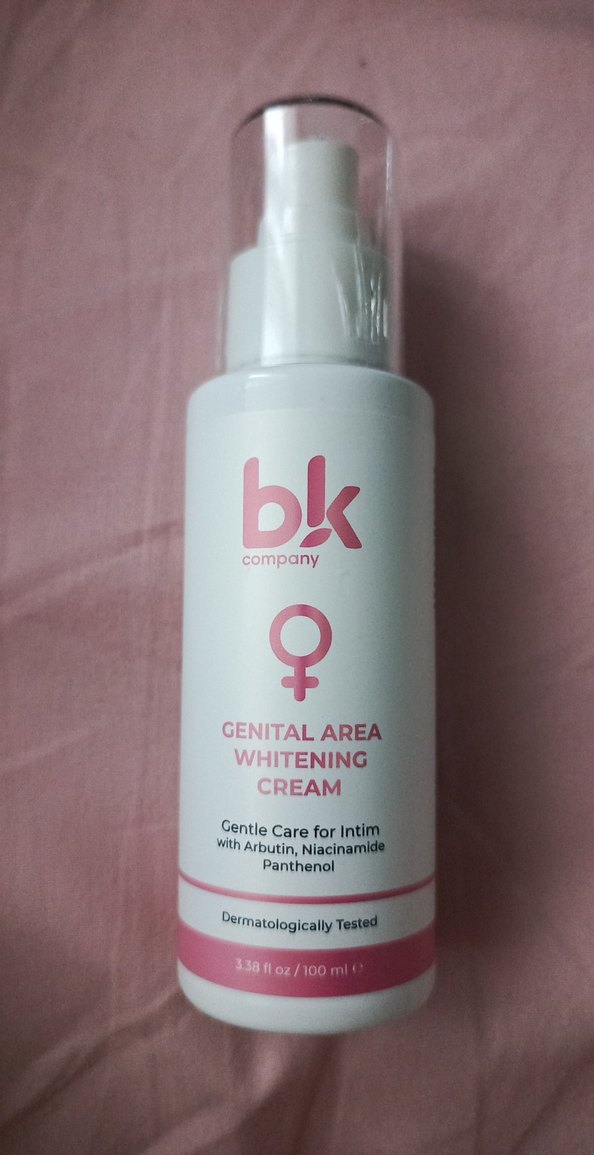 bk
company
GENITAL AREA
WHITENING
CREAM
Gentle Care for Intim
with Arbutin, Niacinamide
Panthenol
Dermatologically Tested
3.38 fl oz / 100 ml ℮